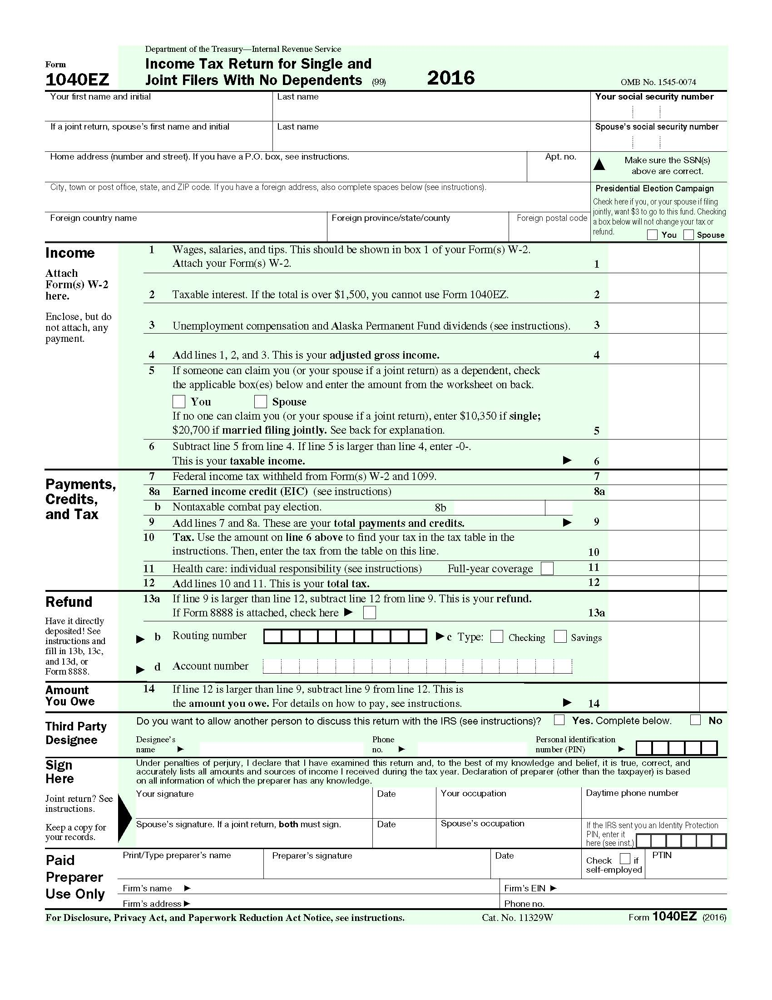 Department of the Treasury—Internal Revenue Service
Form
1040EZ
Income Tax Return for Single and
Joint Filers With No Dependents (99)
2016
OMB No. 1545-0074
Your first name and initial
Last name
Your social security number
If a joint return, spouse's first name and initial
Last name
Spouse's social security number
Home address (number and street). If you have a P.O. box, see instructions.
Apt. no.
▲ Make sure the SSN(s)
above are correct.
City, town or post office, state, and ZIP code. If you have a foreign address, also complete spaces below (see instructions).
Foreign country name
Foreign province/state/county
Foreign postal code
Presidential Election Campaign
Check here if you, or your spouse if filing
jointly, want $3 to go to this fund. Checking
a box below will not change your tax or
refund. You Spouse
Income
Attach
Form(s) W-2
here.
Enclose, but do
not attach, any
payment.
1 Wages, salaries, and tips. This should be shown in box 1 of your Form(s) W-2.
Attach your Form(s) W-2. 1
2 Taxable interest. If the total is over $1,500, you cannot use Form 1040EZ. 2
3 Unemployment compensation and Alaska Permanent Fund dividends (see instructions). 3
4 Add lines 1, 2, and 3. This is your adjusted gross income. 4
5 If someone can claim you (or your spouse if a joint return) as a dependent, check
the applicable box(es) below and enter the amount from the worksheet on back.
You Spouse
If no one can claim you (or your spouse if a joint return), enter $10,350 if single;
$20,700 if married filing jointly. See back for explanation. 5
6 Subtract line 5 from line 4. If line 5 is larger than line 4, enter -0-.
This is your taxable income. ▶ 6
Payments,
Credits,
and Tax
7 Federal income tax withheld from Form(s) W-2 and 1099. 7
8a Earned income credit (EIC) (see instructions) 8a
b Nontaxable combat pay election. 8b
9 Add lines 7 and 8a. These are your total payments and credits. ▶ 9
10 Tax. Use the amount on line 6 above to find your tax in the tax table in the
instructions. Then, enter the tax from the table on this line. 10
11 Health care: individual responsibility (see instructions) Full-year coverage 11
12 Add lines 10 and 11. This is your total tax. 12
Refund
Have it directly
deposited! See
instructions and
fill in 13b, 13c,
and 13d, or
Form 8888.
13a If line 9 is larger than line 12, subtract line 12 from line 9. This is your refund.
If Form 8888 is attached, check here ▶ 13a
▶ b Routing number ▶ c Type: Checking Savings
▶ d Account number
Amount
You Owe
14 If line 12 is larger than line 9, subtract line 9 from line 12. This is
the amount you owe. For details on how to pay, see instructions. ▶ 14
Third Party
Designee
Do you want to allow another person to discuss this return with the IRS (see instructions)? Yes. Complete below. No
Designee's
name ▶
Phone
no. ▶
Personal identification
number (PIN) ▶
Sign
Here
Joint return? See
instructions.
Keep a copy for
your records.
Under penalties of perjury, I declare that I have examined this return and, to the best of my knowledge and belief, it is true, correct, and
accurately lists all amounts and sources of income I received during the tax year. Declaration of preparer (other than the taxpayer) is based
on all information of which the preparer has any knowledge.
Your signature
Date
Your occupation
Daytime phone number
Spouse's signature. If a joint return, both must sign.
Date
Spouse's occupation
If the IRS sent you an Identity Protection
PIN, enter it
here (see inst.)
Paid
Preparer
Use Only
Print/Type preparer's name
Preparer's signature
Date
Check if
self-employed
PTIN
Firm's name ▶
Firm's EIN ▶
Firm's address ▶
Phone no.
For Disclosure, Privacy Act, and Paperwork Reduction Act Notice, see instructions.
Cat. No. 11329W
Form 1040EZ (2016)